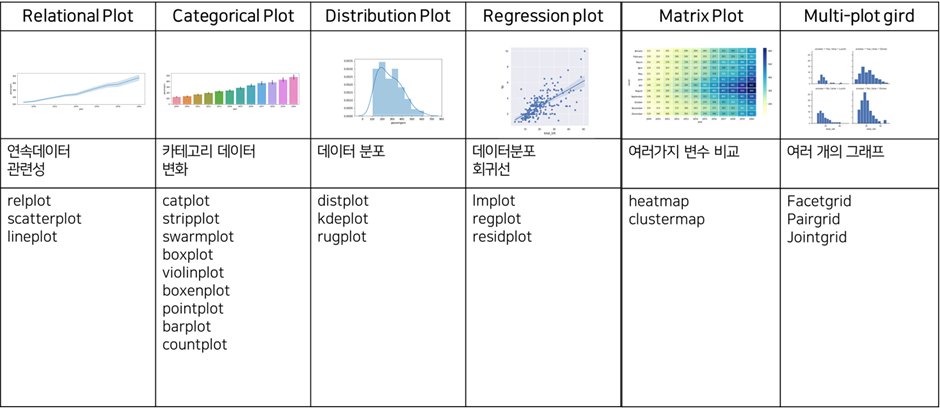 Relational Plot
Categorical Plot
Distribution Plot
Regression plot
Matrix Plot
Multi-plot gird
연속데이터
관련성
카테고리 데이터
변화
데이터 분포
데이터분포
회귀선
여러가지 변수 비교
여러 개의 그래프
relplot
scatterplot
lineplot
catplot
stripplot
swarmplot
boxplot
violinplot
boxenplot
pointplot
barplot
countplot
distplot
kdeplot
rugplot
lmplot
regplot
residplot
heatmap
clustermap
Facetgrid
Pairgrid
Jointgrid